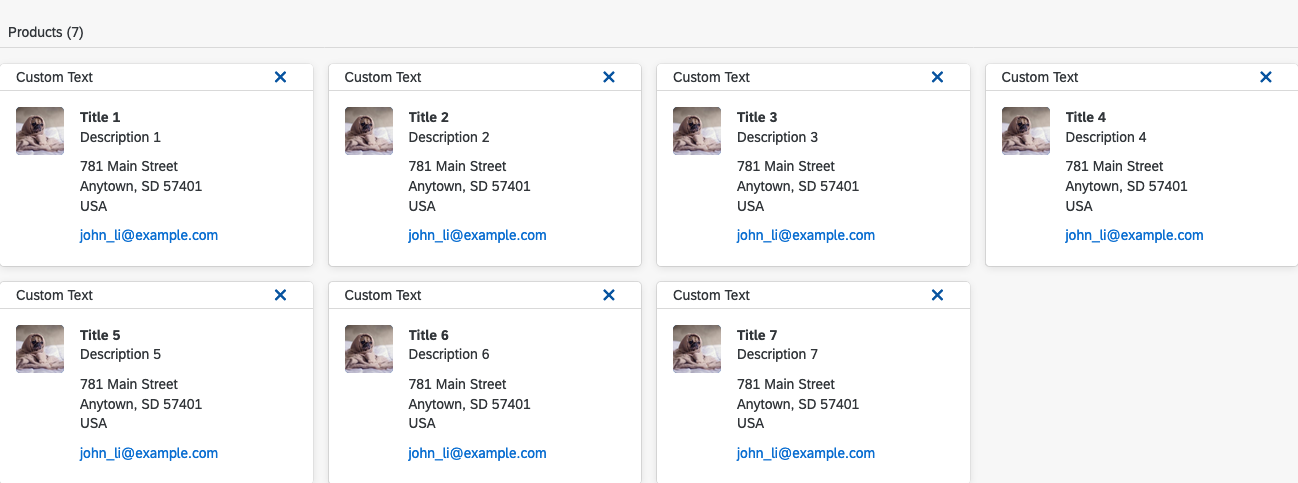 Products (7)
Custom Text
Title 1
Description 1
781 Main Street
Anytown, SD 57401
USA
john_li@example.com
Custom Text
Title 2
Description 2
781 Main Street
Anytown, SD 57401
USA
john_li@example.com
Custom Text
Title 3
Description 3
781 Main Street
Anytown, SD 57401
USA
john_li@example.com
Custom Text
Title 4
Description 4
781 Main Street
Anytown, SD 57401
USA
john_li@example.com
Custom Text
Title 5
Description 5
781 Main Street
Anytown, SD 57401
USA
john_li@example.com
Custom Text
Title 6
Description 6
781 Main Street
Anytown, SD 57401
USA
john_li@example.com
Custom Text
Title 7
Description 7
781 Main Street
Anytown, SD 57401
USA
john_li@example.com